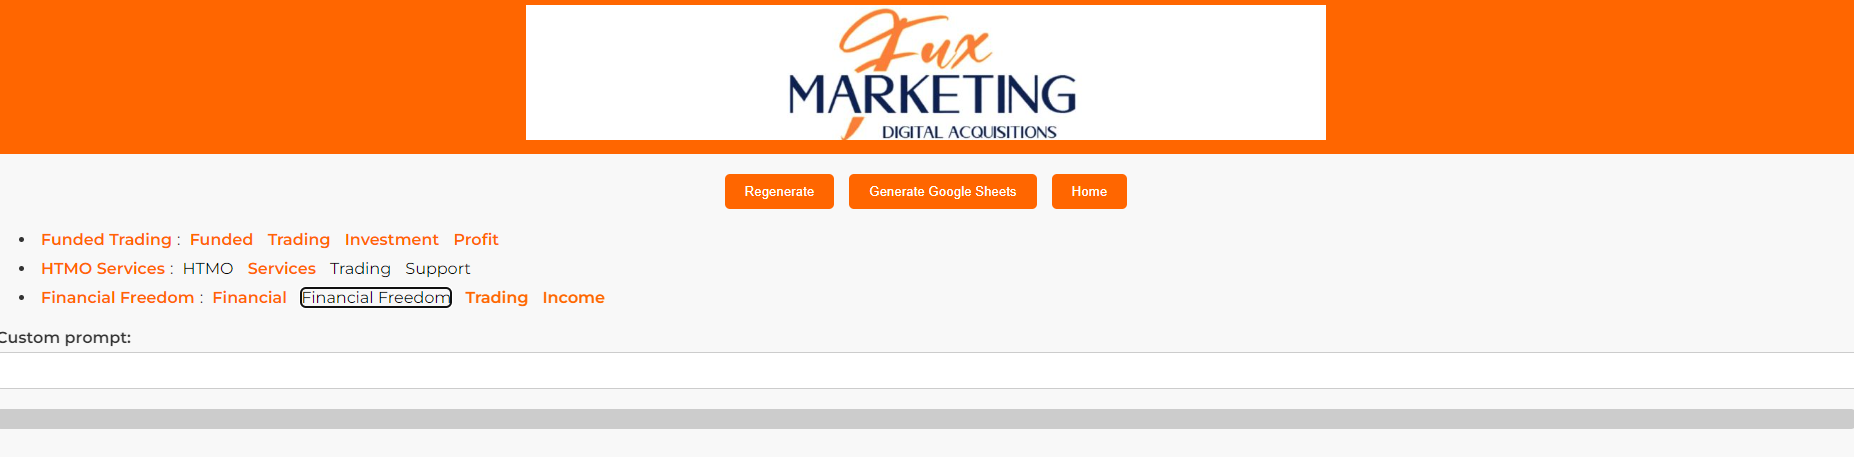 Fux
MARKETING
DIGITAL ACQUISITIONS
Regenerate Generate Google Sheets Home
Funded Trading : Funded Trading Investment Profit
HTMO Services : HTMO Services Trading Support
Financial Freedom : Financial Financial Freedom Trading Income
Custom prompt: